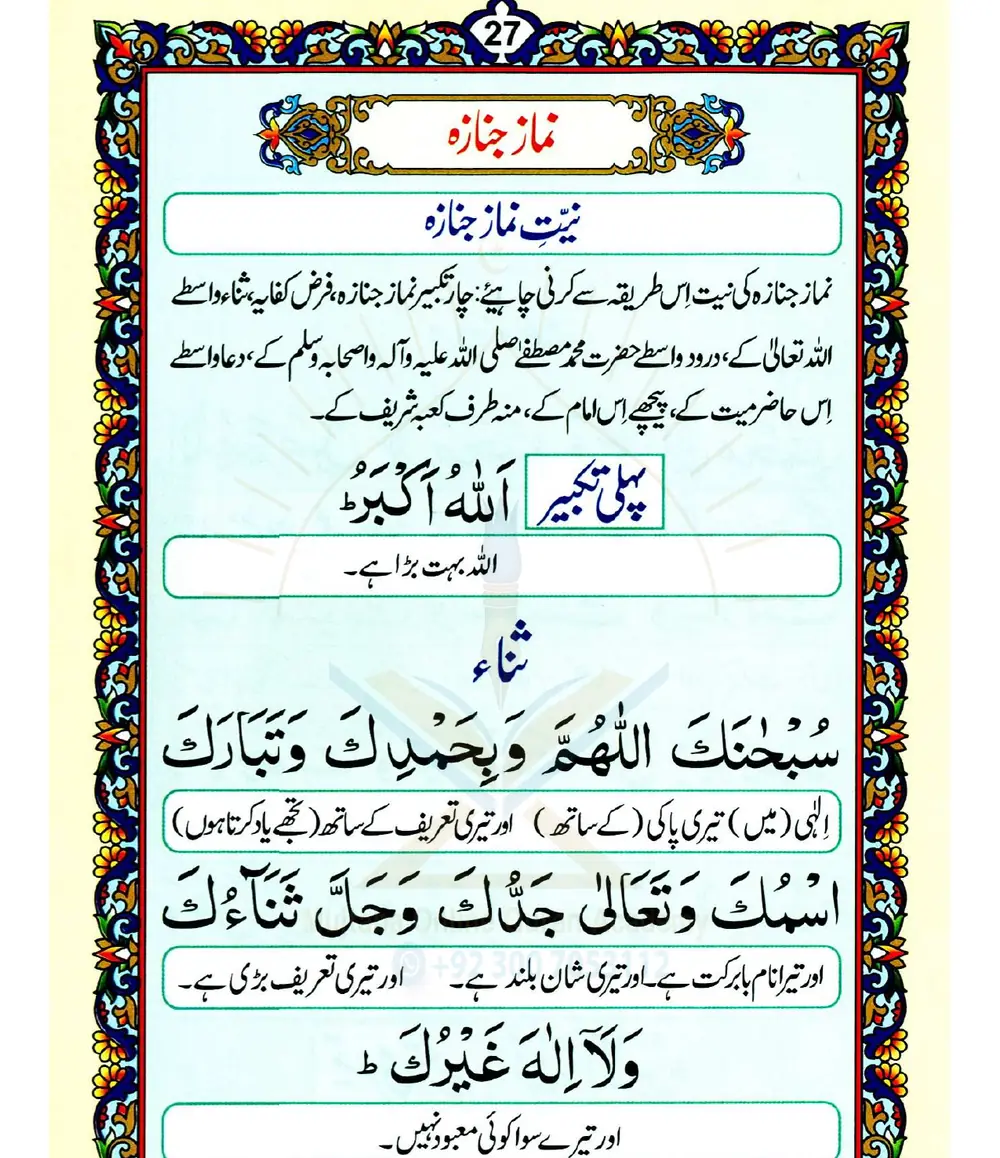 27
نماز جنازہ
نیّتِ نماز جنازہ
نماز جنازہ کی نیت اِس طریقہ سے کرنی چاہیئے: چار تکبیر نماز جنازہ، فرض کفایہ، ثناء واسطے
اللہ تعالیٰ کے، درود واسطے حضرت محمد مصطفےٰ صلی اللہ علیہ وآلہ واصحابہ وسلم کے، دعا واسطے
اِس حاضر میت کے، پیچھے اِس امام کے، منہ طرف کعبہ شریف کے۔
پہلی تکبیر اَللّٰهُ اَكْبَرُ ؕ
اللہ بہت بڑا ہے۔
ثناء
سُبْحٰنَكَ اللّٰهُمَّ وَبِحَمْدِكَ وَتَبَارَكَ
اِلٰہی (میں) تیری پاکی (کے ساتھ) اور تیری تعریف کے ساتھ (تجھے یاد کرتا ہوں)
اسْمُكَ وَتَعَالٰى جَدُّكَ وَجَلَّ ثَنَآءُكَ
اور تیرا نام بابرکت ہے۔ اور تیری شان بلند ہے۔ اور تیری تعریف بڑی ہے۔
وَلَآ اِلٰهَ غَيْرُكَ ؕ
اور تیرے سوا کوئی معبود نہیں۔